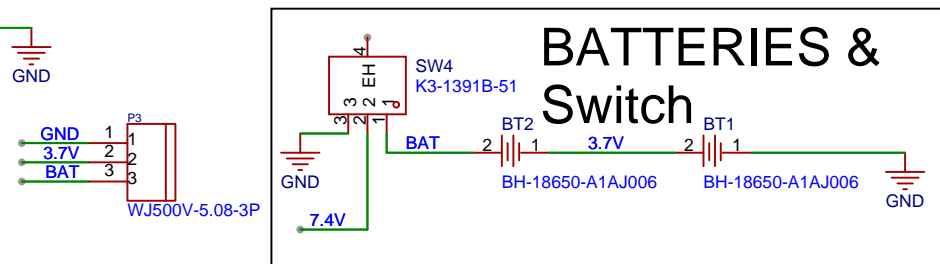 BATTERIES &
Switch
GND
P3
GND 1 1
3.7V 2 2
BAT 3 3
WJ500V-5.08-3P
4
EH
SW4
K3-1391B-51
3 2 1
3 2 1
GND
7.4V
BAT
2 BT2 1
BH-18650-A1AJ006
3.7V
2 BT1 1
BH-18650-A1AJ006
GND